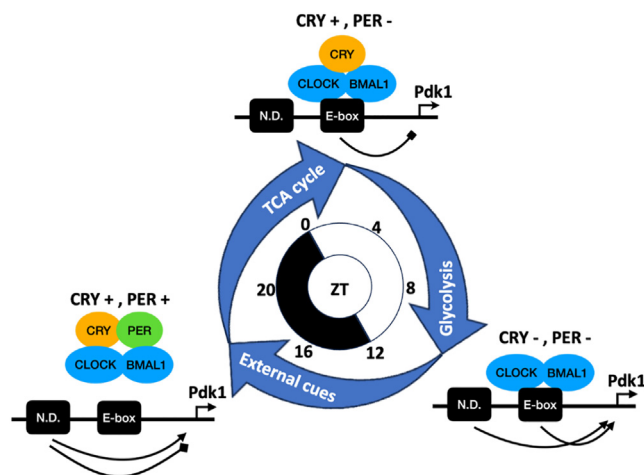 CRY + , PER -
CRY
CLOCK
BMAL1
Pdk1
N.D.
E-box
TCA cycle
0
4
20
ZT
8
Glycolysis
16
12
External cues
CRY + , PER +
CRY
PER
CLOCK
BMAL1
Pdk1
N.D.
E-box
CRY - , PER -
CLOCK
BMAL1
Pdk1
N.D.
E-box